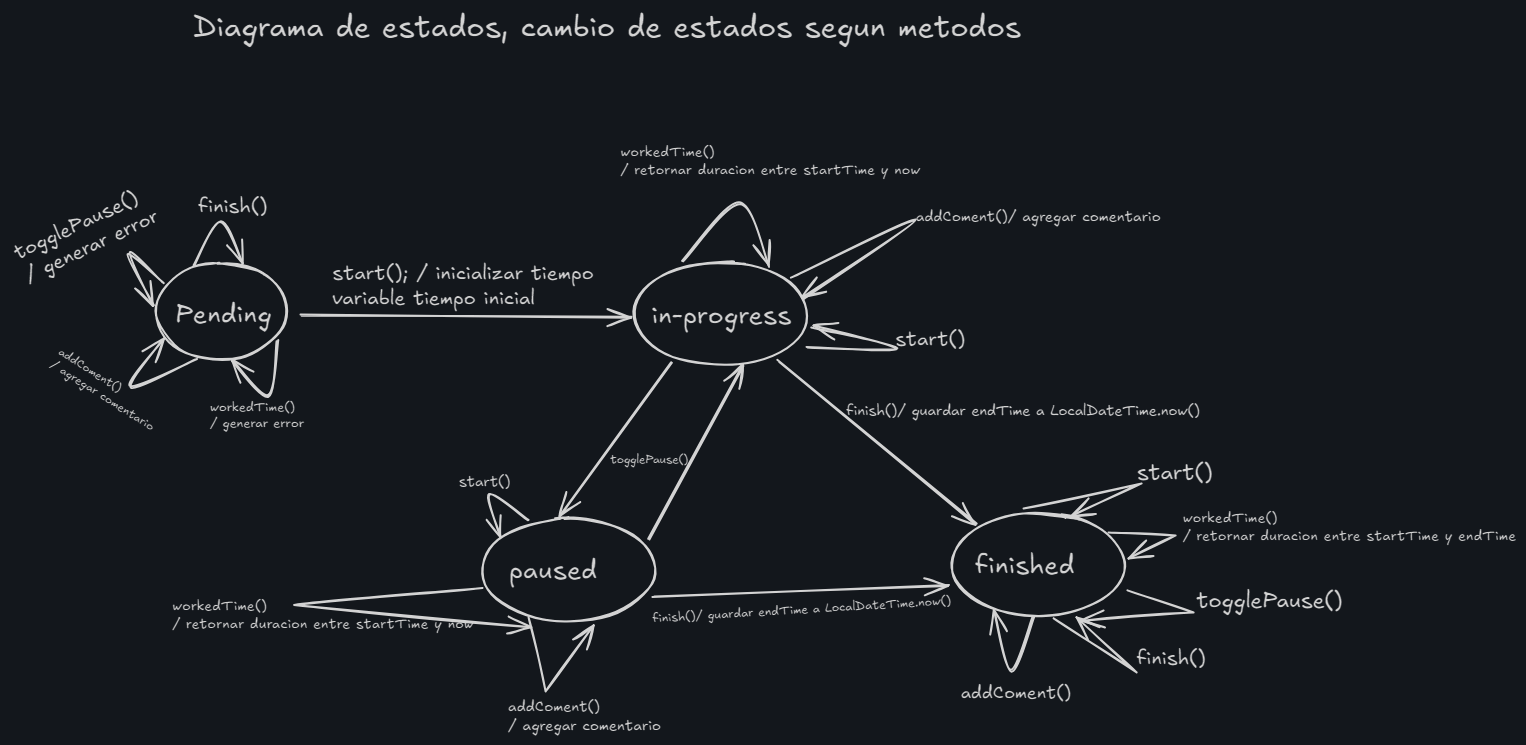 Diagrama de estados, cambio de estados segun metodos
workedTime()
/ retornar duracion entre startTime y now
togglePause()
/ generar error
finish()
addComent()/ agregar comentario
start(); / inicializar tiempo
variable tiempo inicial
Pending
in-progress
start()
addComent()
/ agregar comentario
workedTime()
/ generar error
finish()/ guardar endTime a LocalDateTime.now()
togglePause()
start()
start()
workedTime()
/ retornar duracion entre startTime y endTime
paused
finished
workedTime()
/ retornar duracion entre startTime y now
finish()/ guardar endTime a LocalDateTime.now()
togglePause()
finish()
addComent()
addComent()
/ agregar comentario